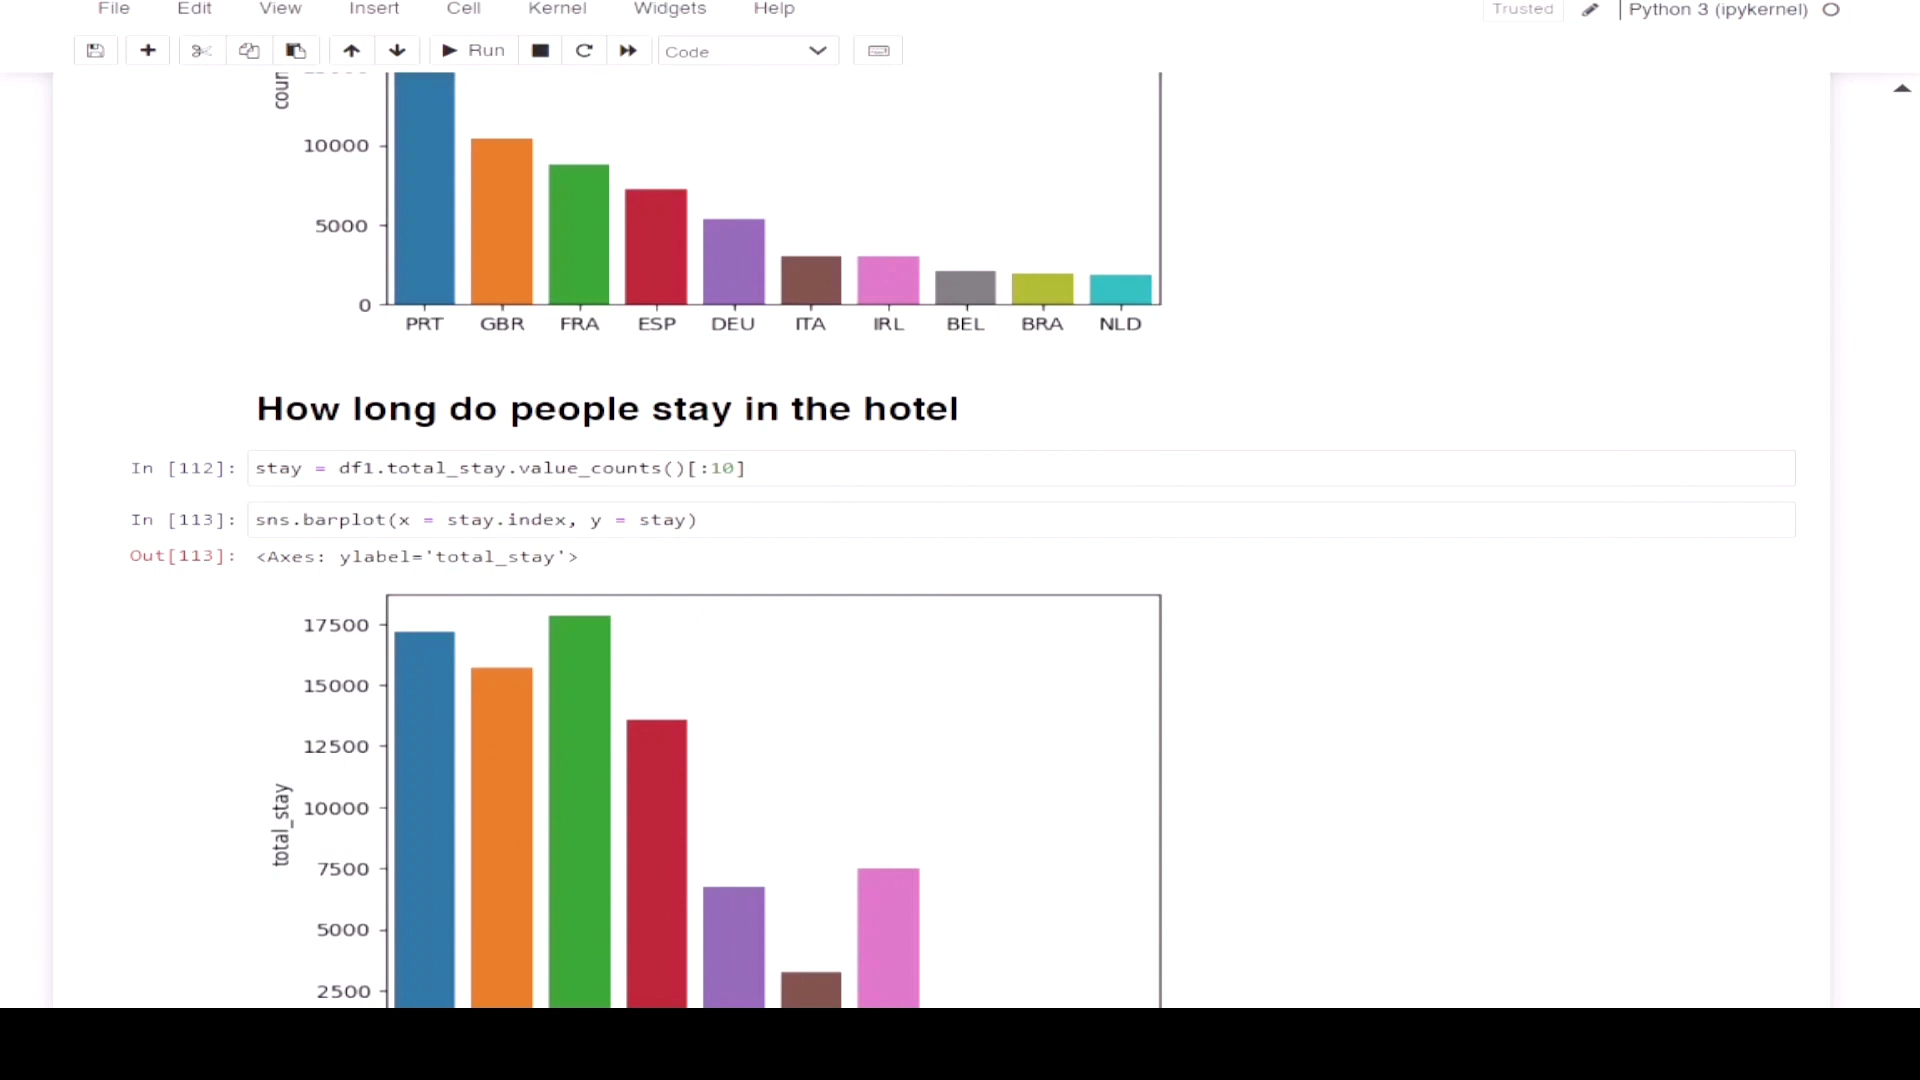 File Edit View Insert Cell Kernel Widgets Help Trusted Python 3 (ipykernel)
Run Code
10000
5000
0
PRT GBR FRA ESP DEU ITA IRL BEL BRA NLD
How long do people stay in the hotel
In [112]: stay = df1.total_stay.value_counts()[:10]
In [113]: sns.barplot(x = stay.index, y = stay)
Out[113]: <Axes: ylabel='total_stay'>
17500
15000
12500
total_stay
10000
7500
5000
2500